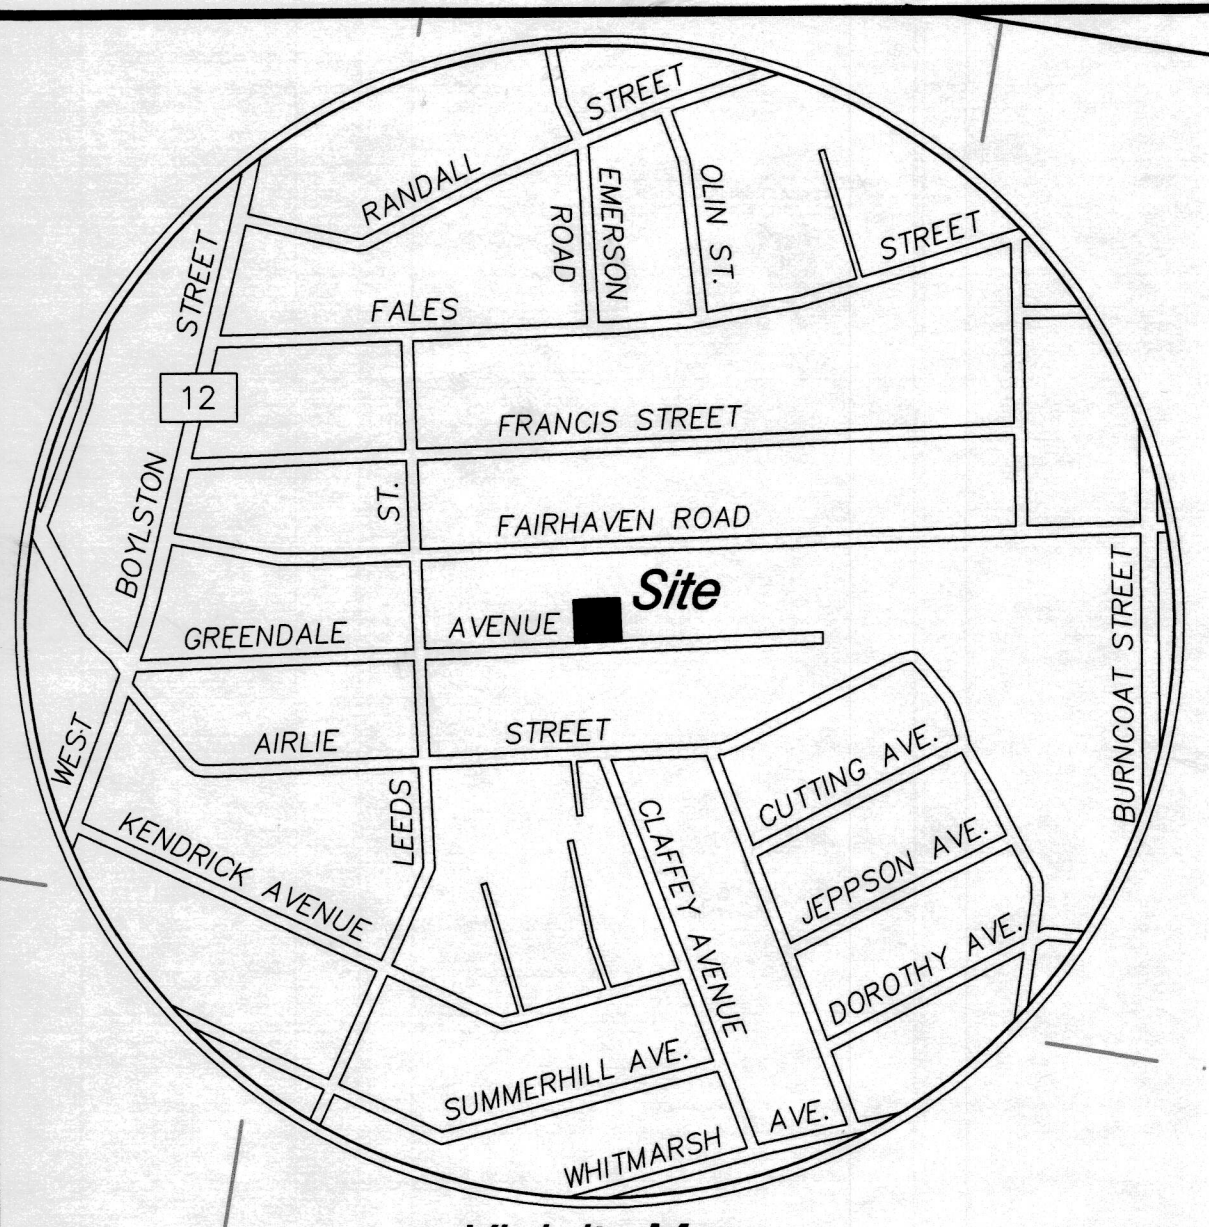 RANDALL STREET
EMERSON ROAD
OLIN ST.
FALES STREET
WEST BOYLSTON STREET
12
FRANCIS STREET
FAIRHAVEN ROAD
Site
GREENDALE AVENUE
AIRLIE STREET
LEEDS ST.
BURNCOAT STREET
CUTTING AVE.
JEPPSON AVE.
DOROTHY AVE.
CLAFFEY AVENUE
KENDRICK AVENUE
SUMMERHILL AVE.
WHITMARSH AVE.